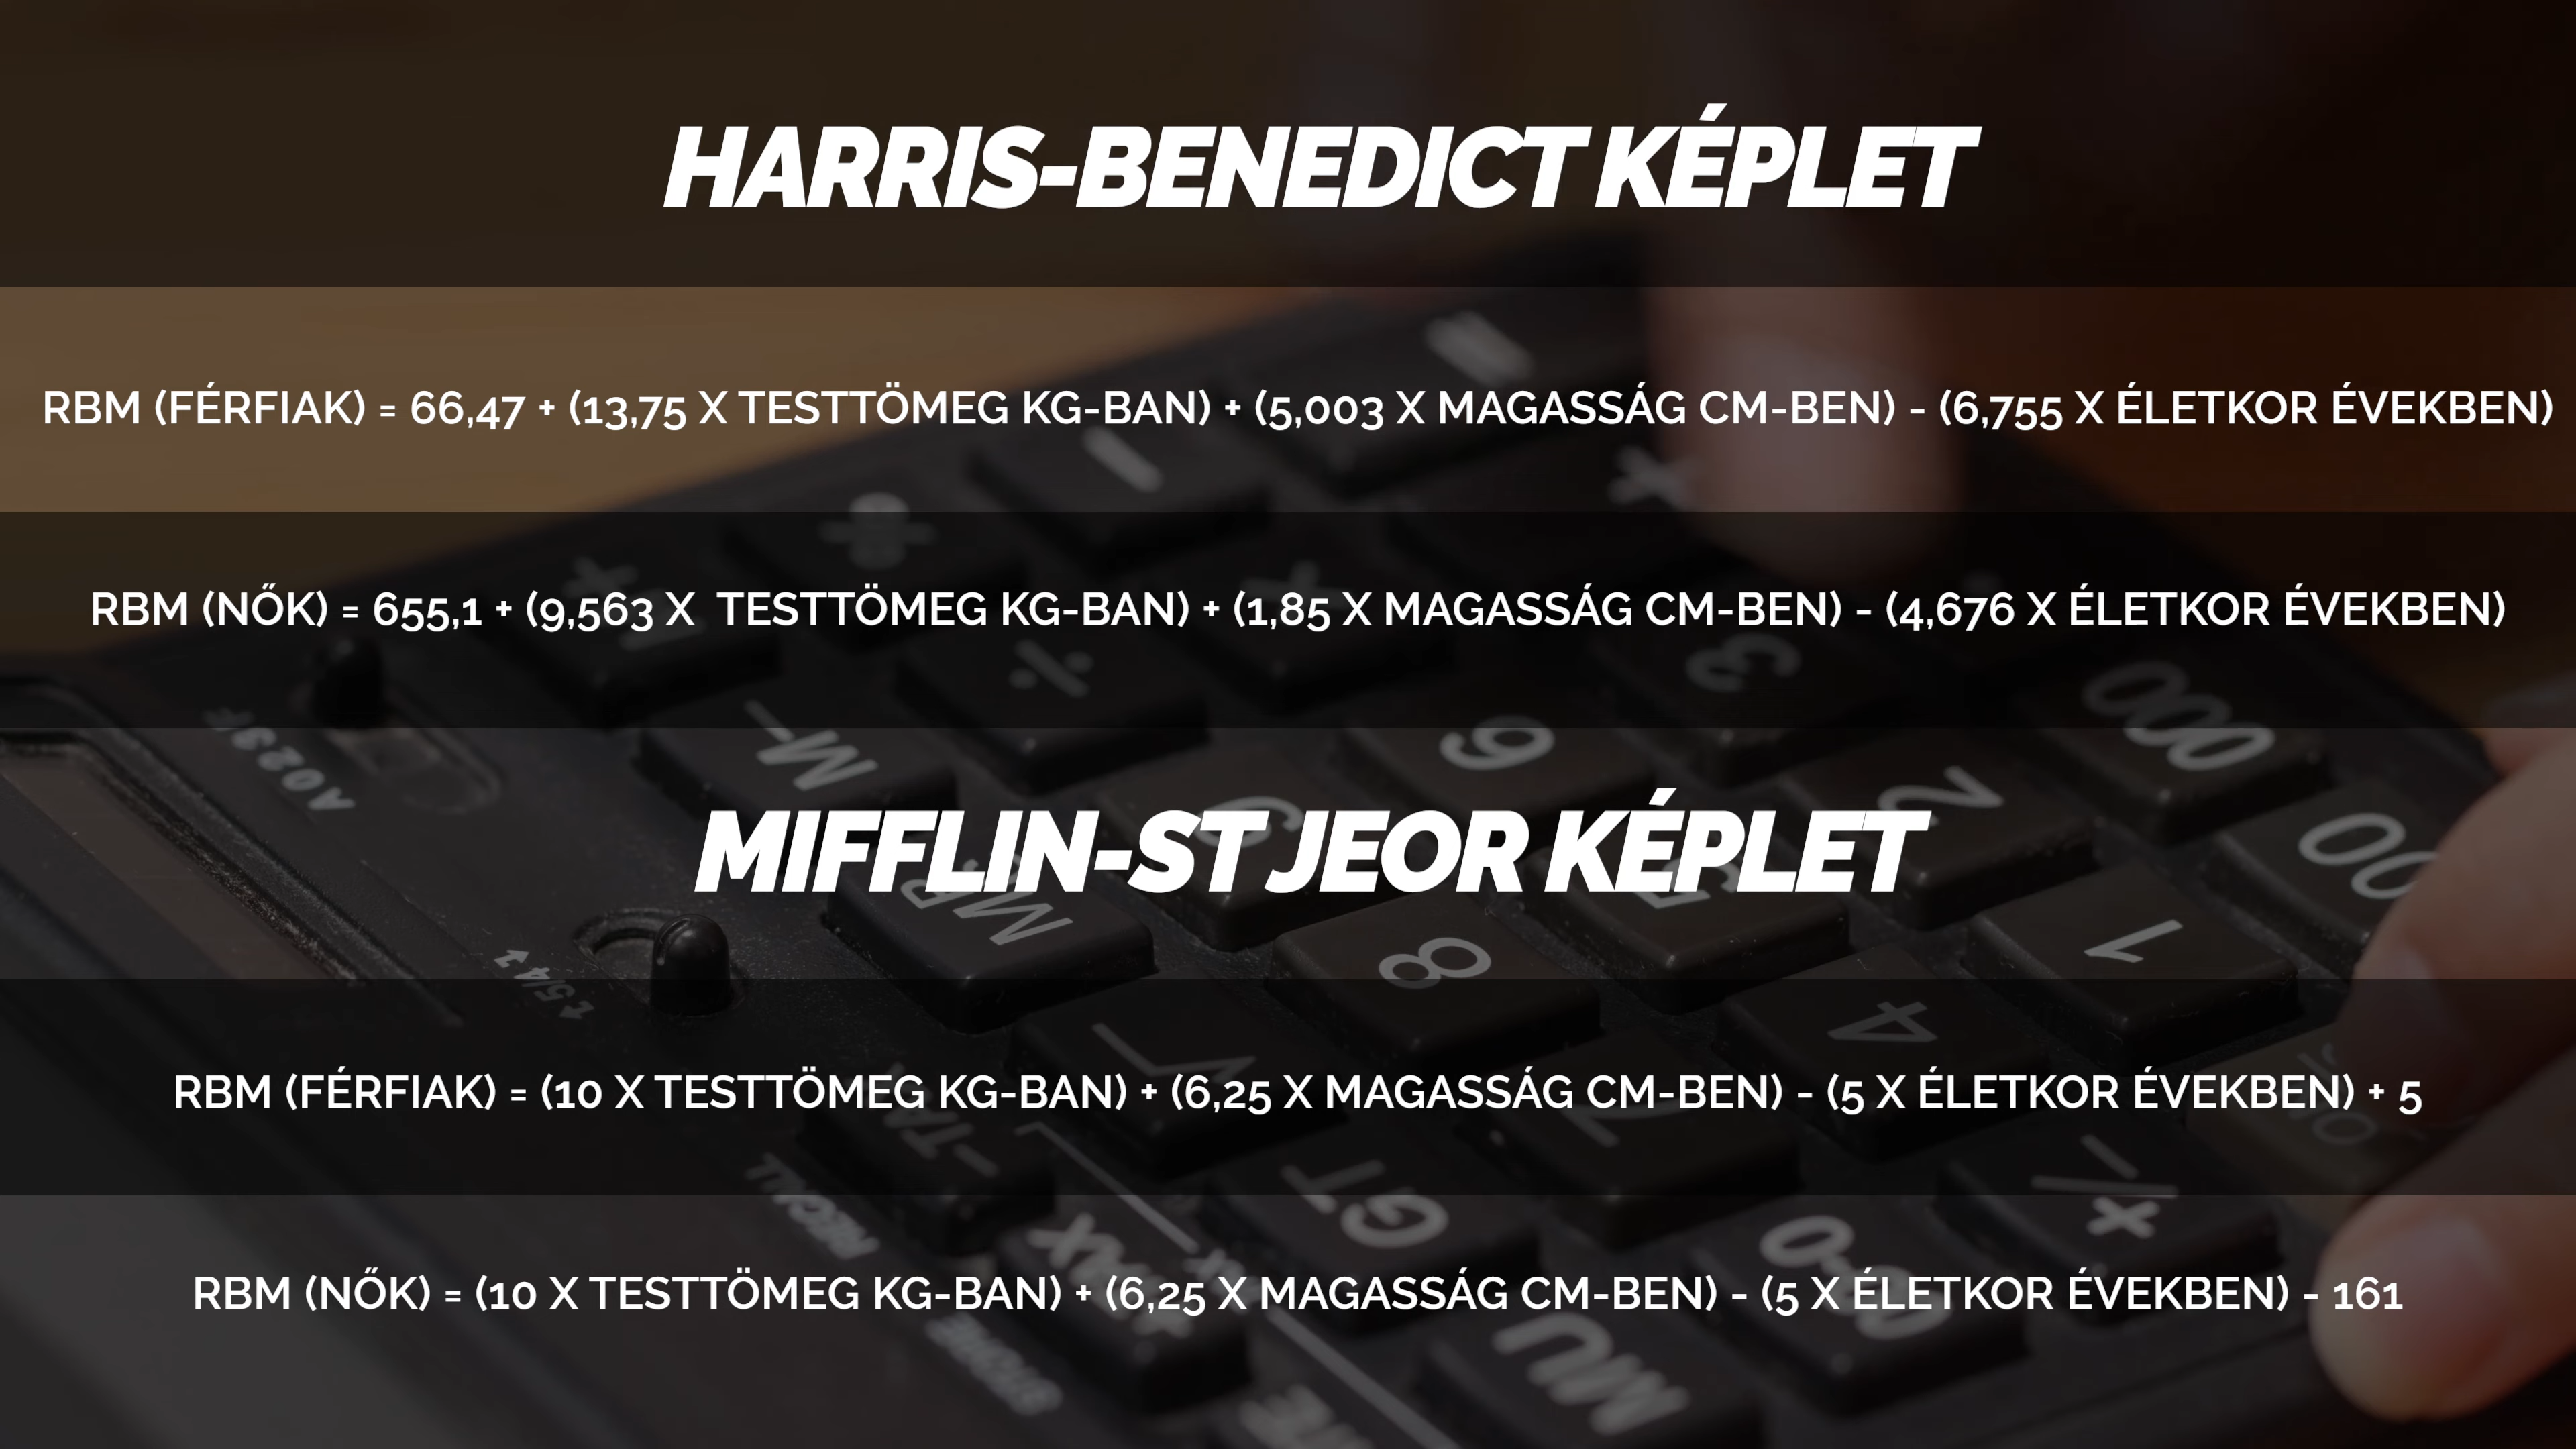 HARRIS-BENEDICT KÉPLET
RBM (FÉRFIAK) = 66,47 + (13,75 X TESTTÖMEG KG-BAN) + (5,003 X MAGASSÁG CM-BEN) - (6,755 X ÉLETKOR ÉVEKBEN)
RBM (NŐK) = 655,1 + (9,563 X TESTTÖMEG KG-BAN) + (1,85 X MAGASSÁG CM-BEN) - (4,676 X ÉLETKOR ÉVEKBEN)
MIFFLIN-ST JEOR KÉPLET
RBM (FÉRFIAK) = (10 X TESTTÖMEG KG-BAN) + (6,25 X MAGASSÁG CM-BEN) - (5 X ÉLETKOR ÉVEKBEN) + 5
RBM (NŐK) = (10 X TESTTÖMEG KG-BAN) + (6,25 X MAGASSÁG CM-BEN) - (5 X ÉLETKOR ÉVEKBEN) - 161